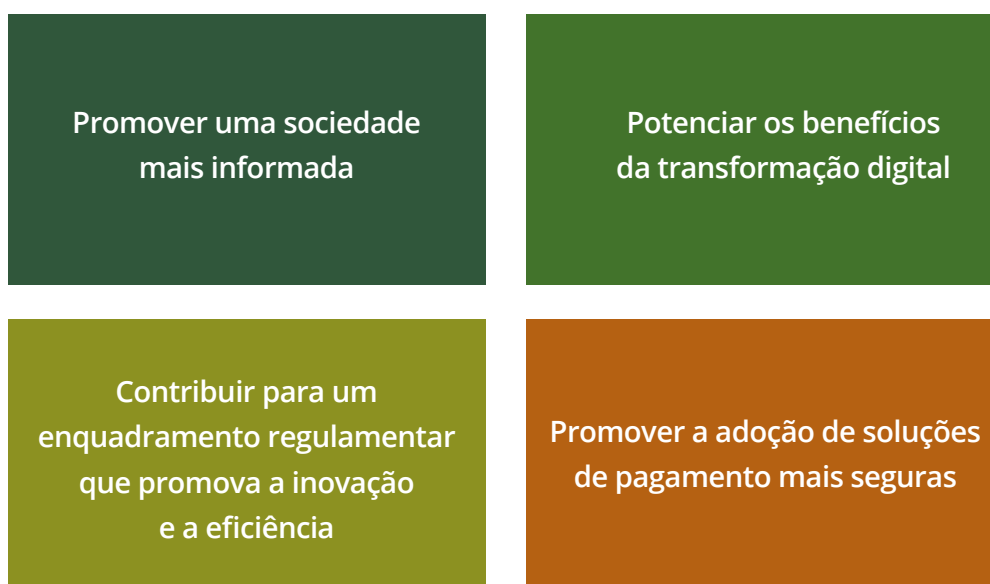 Promover uma sociedade
mais informada
Potenciar os benefícios
da transformação digital
Contribuir para um
enquadramento regulamentar
que promova a inovação
e a eficiência
Promover a adoção de soluções
de pagamento mais seguras